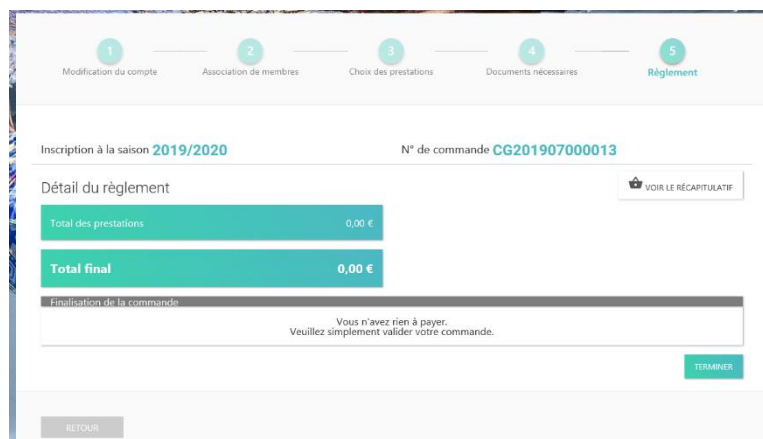 1
2
3
4
5
Modification du compte
Association de membres
Choix des prestations
Documents nécessaires
Règlement
Inscription à la saison 2019/2020
N° de commande CG201907000013
Détail du règlement
VOIR LE RÉCAPITULATIF
Total des prestations 0,00 €
Total final 0,00 €
Finalisation de la commande
Vous n'avez rien à payer.
Veuillez simplement valider votre commande.
TERMINER
RETOUR